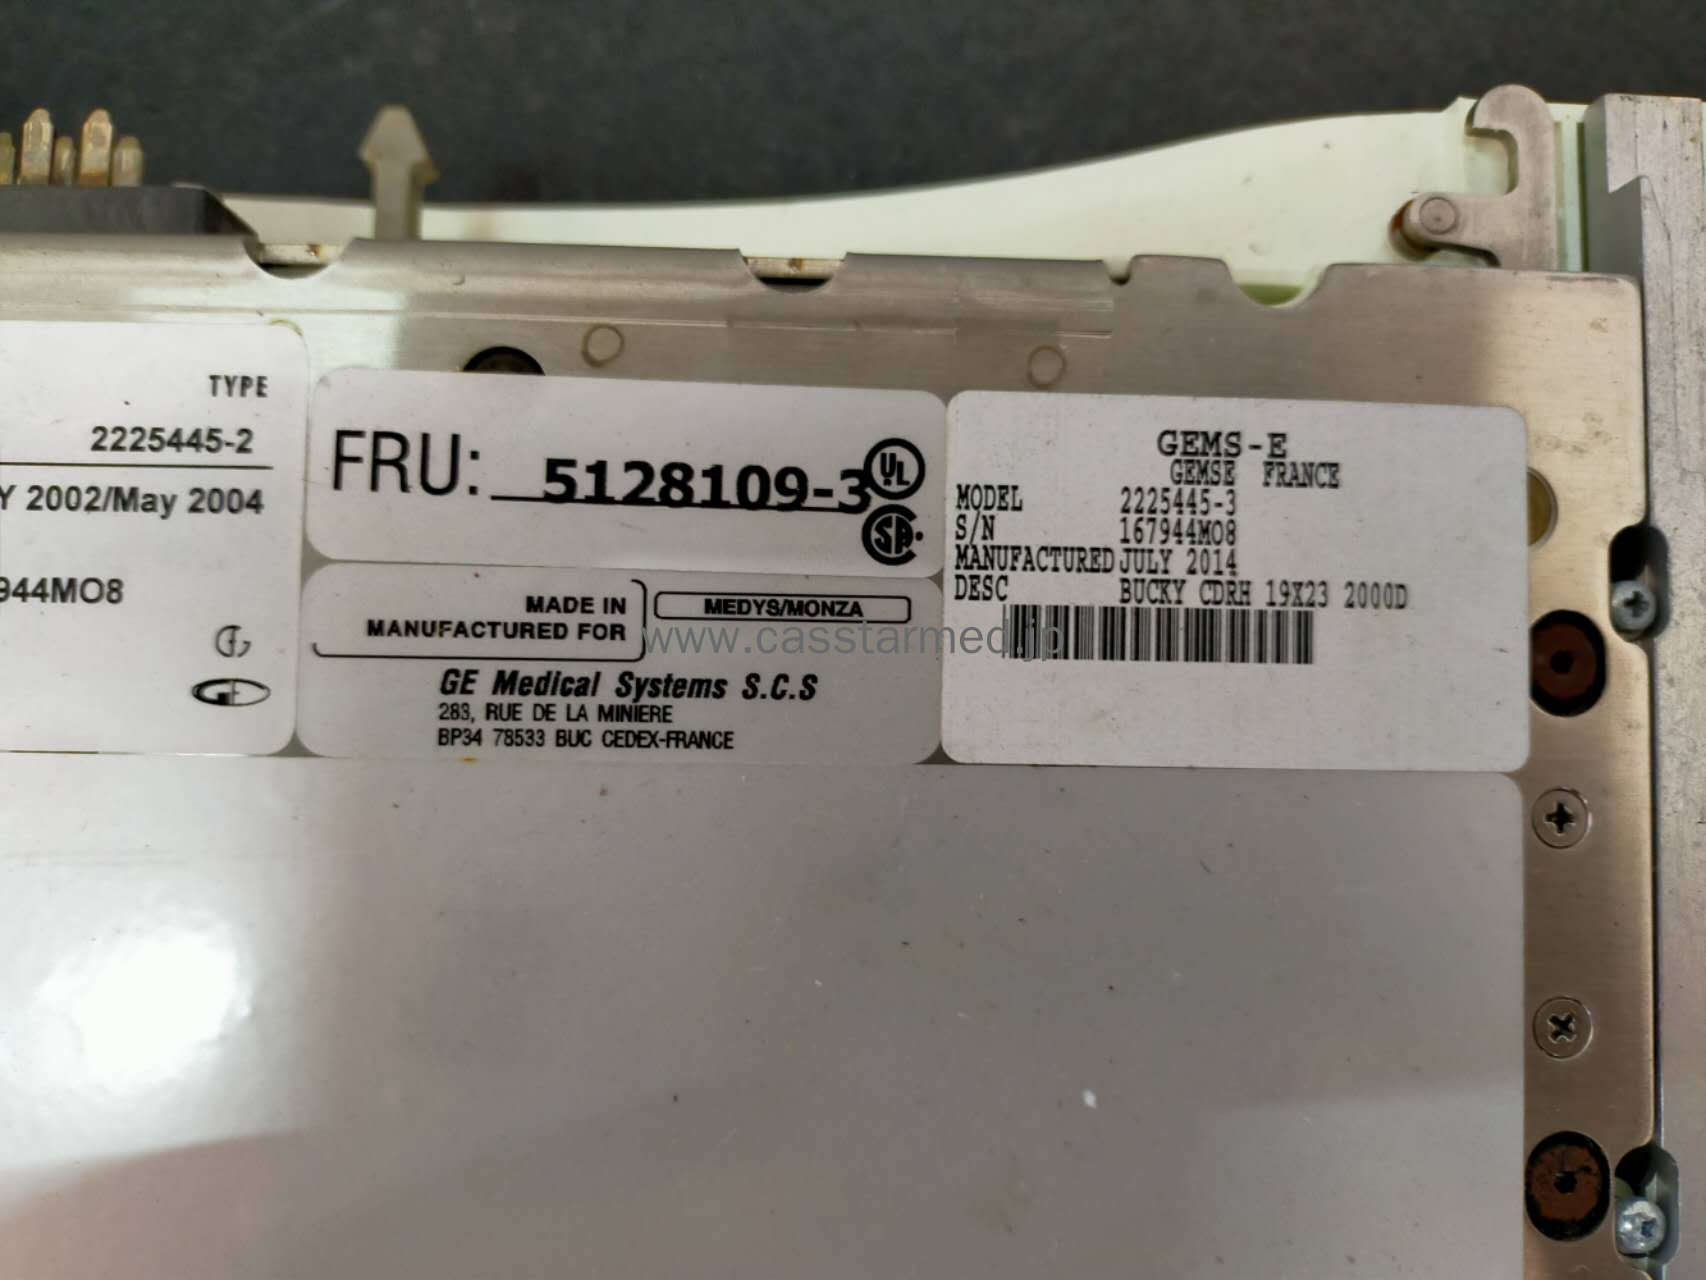 TYPE
2225445-2
Y 2002/May 2004
944MO8
GE
FRU: 5128109-3
UL
MADE IN
MANUFACTURED FOR
MEDYS/MONZA
GE Medical Systems S.C.S
283, RUE DE LA MINIERE
BP34 78533 BUC CEDEX-FRANCE
GEMS-E
GEMSE FRANCE
MODEL 2225445-3
S/N 167944MO8
MANUFACTURED JULY 2014
DESC BUCKY CDRH 19X23 2000D
www.casstarmed.jp